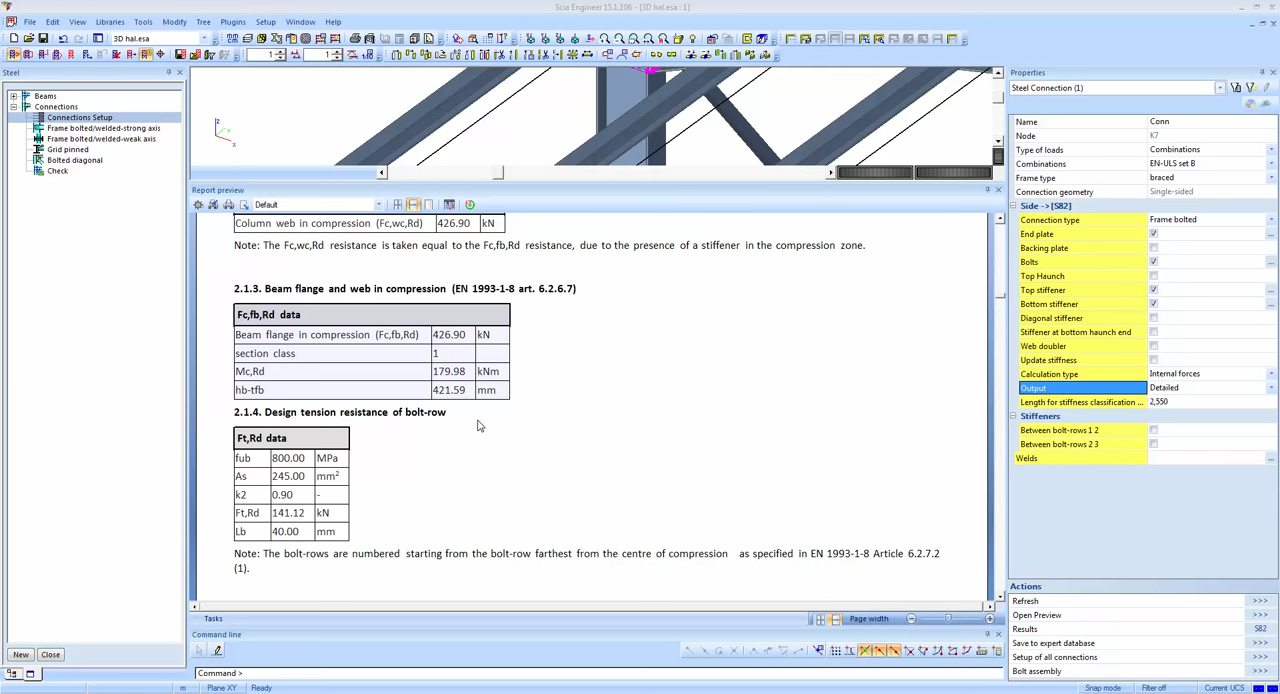 Scia Engineer 15.1.106 - [3D hal.esa : 1]
File Edit View Libraries Tools Modify Tree Plugins Setup Window Help
3D hal.esa
1 1
Steel
Beams
Connections
Connections Setup
Frame bolted/welded-strong axis
Frame bolted/welded-weak axis
Grid pinned
Bolted diagonal
Check
New Close
z
y
x
Report preview
Default
Column web in compression (Fc,wc,Rd) 426.90 kN
Note: The Fc,wc,Rd resistance is taken equal to the Fc,fb,Rd resistance, due to the presence of a stiffener in the compression zone.
2.1.3. Beam flange and web in compression (EN 1993-1-8 art. 6.2.6.7)
Fc,fb,Rd data
Beam flange in compression (Fc,fb,Rd) 426.90 kN
section class 1
Mc,Rd 179.98 kNm
hb-tfb 421.59 mm
2.1.4. Design tension resistance of bolt-row
Ft,Rd data
fub 800.00 MPa
As 245.00 mm²
k2 0.90 -
Ft,Rd 141.12 kN
Lb 40.00 mm
Note: The bolt-rows are numbered starting from the bolt-row farthest from the centre of compression as specified in EN 1993-1-8 Article 6.2.7.2
(1).
Tasks
Page width
Command line
Command >
Properties
Steel Connection (1)
Name Conn
Node K7
Type of loads Combinations
Combinations EN-ULS set B
Frame type braced
Connection geometry Single-sided
Side ->[S82]
Connection type Frame bolted
End plate
Backing plate
Bolts
Top Haunch
Top stiffener
Bottom stiffener
Diagonal stiffener
Stiffener at bottom haunch end
Web doubler
Update stiffness
Calculation type Internal forces
Output Detailed
Length for stiffness classification ... 2,550
Stiffeners
Between bolt-rows 1 2
Between bolt-rows 2 3
Welds
Actions
Refresh >>>
Open Preview >>>
Results S82
Save to expert database >>>
Setup of all connections >>>
Bolt assembly >>>
m Plane XY Ready Snap mode Filter off Current UCS